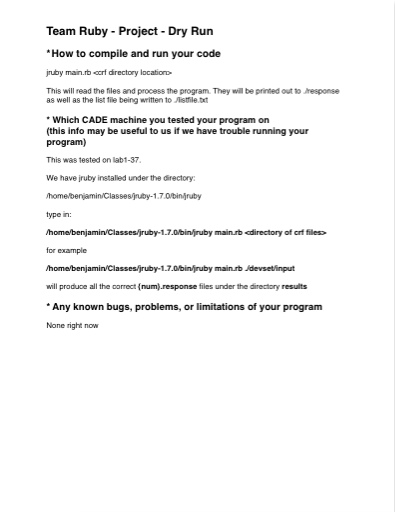 Team Ruby - Project - Dry Run
*How to compile and run your code
jruby main.rb <crf directory location>
This will read the files and process the program. They will be printed out to ./response
as well as the list file being written to ./listfile.txt
* Which CADE machine you tested your program on
(this info may be useful to us if we have trouble running your
program)
This was tested on lab1-37.
We have jruby installed under the directory:
/home/benjamin/Classes/jruby-1.7.0/bin/jruby
type in:
/home/benjamin/Classes/jruby-1.7.0/bin/jruby main.rb <directory of crf files>
for example
/home/benjamin/Classes/jruby-1.7.0/bin/jruby main.rb ./devset/input
will produce all the correct (num).response files under the directory results
* Any known bugs, problems, or limitations of your program
None right now